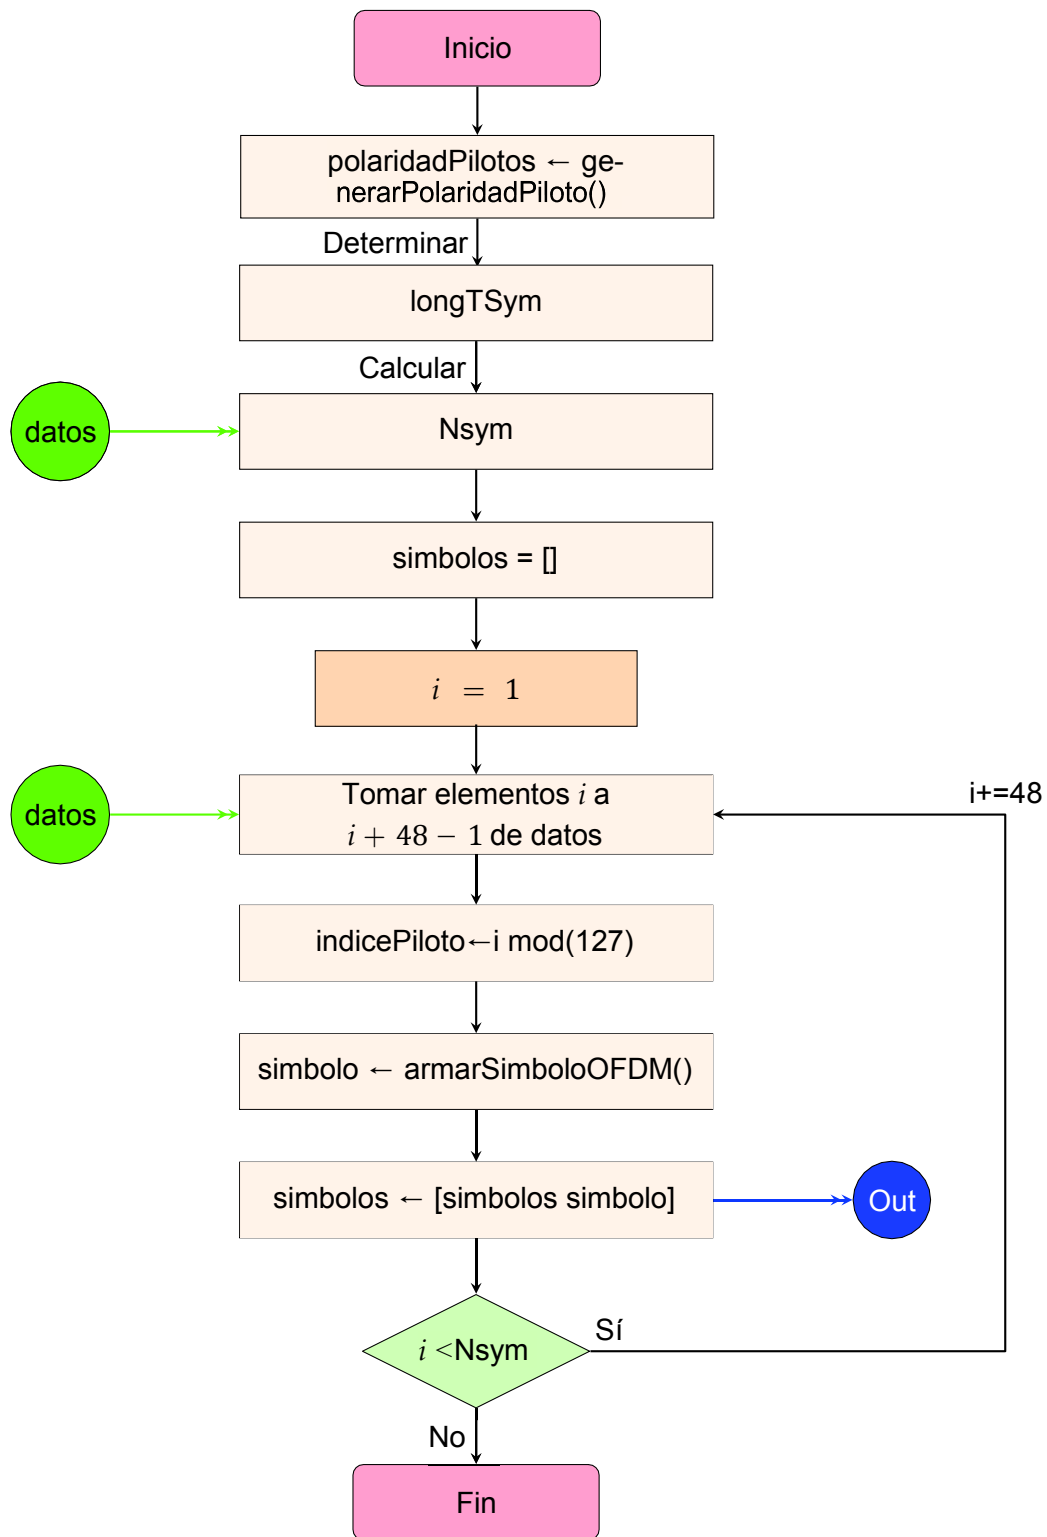 Inicio
polaridadPilotos ← ge-
nerarPolaridadPiloto()
Determinar
longTSym
Calcular
datos
Nsym
simbolos = []
i = 1
datos
Tomar elementos i a
i + 48 − 1 de datos
i+=48
indicePiloto←i mod(127)
simbolo ← armarSimboloOFDM()
simbolos ← [simbolos simbolo]
Out
i <Nsym
Sí
No
Fin